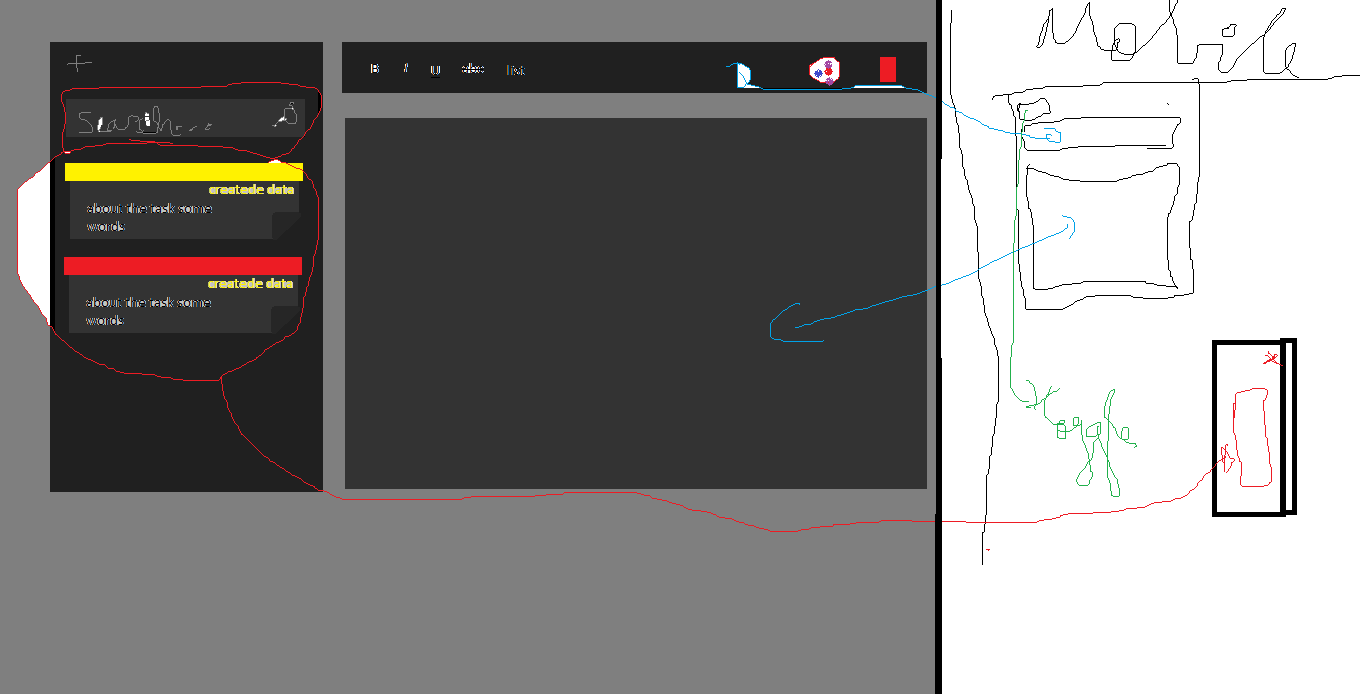 Search...
createde data
about the task some
words
createde data
about the task some
words
B I U abc list
Mobile
Toggle